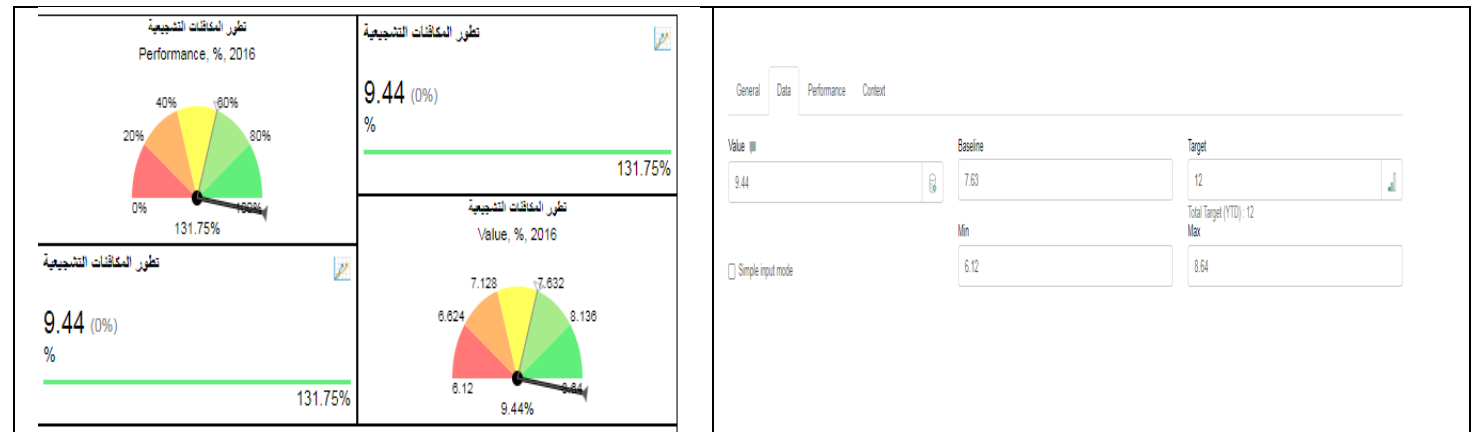 تطور المكافئات التشجيعية
Performance, %, 2016
40%
60%
20%
80%
0%
100%
131.75%
تطور المكافئات التشجيعية
9.44 (0%)
%
131.75%
تطور المكافئات التشجيعية
9.44 (0%)
%
131.75%
تطور المكافئات التشجيعية
Value, %, 2016
7.128
7.632
6.624
8.136
6.12
8.64
9.44%
General Data Performance Context
Value Baseline Target
9.44 7.63 12
Total Target (YTD) : 12
Min Max
Simple input mode 6.12 8.64